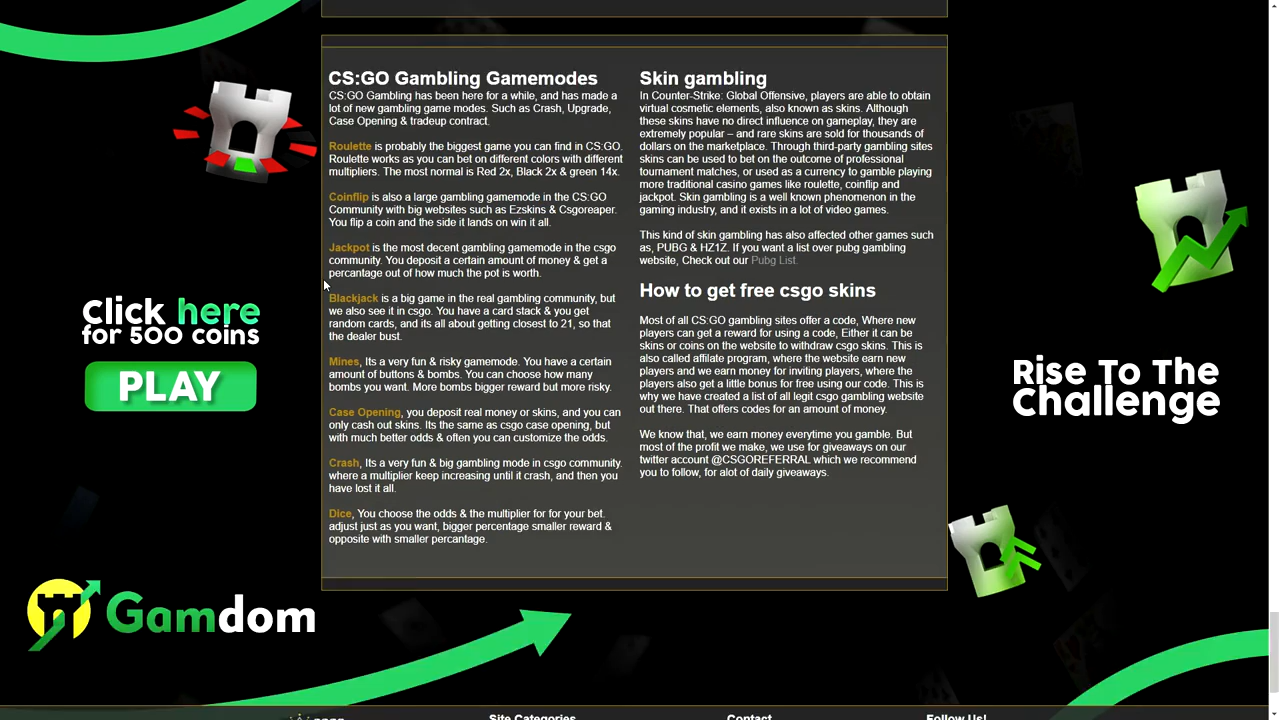 Click here
for 500 coins
PLAY
Gamdom
CS:GO Gambling Gamemodes
CS:GO Gambling has been here for a while, and has made a
lot of new gambling game modes. Such as Crash, Upgrade,
Case Opening & tradeup contract.
Roulette is probably the biggest game you can find in CS:GO.
Roulette works as you can bet on different colors with different
multipliers. The most normal is Red 2x, Black 2x & green 14x.
Coinflip is also a large gambling gamemode in the CS:GO
Community with big websites such as Ezskins & Csgoreaper.
You flip a coin and the side it lands on win it all.
Jackpot is the most decent gambling gamemode in the csgo
community. You deposit a certain amount of money & get a
percantage out of how much the pot is worth.
Blackjack is a big game in the real gambling community, but
we also see it in csgo. You have a card stack & you get
random cards, and its all about getting closest to 21, so that
the dealer bust.
Mines, Its a very fun & risky gamemode. You have a certain
amount of buttons & bombs. You can choose how many
bombs you want. More bombs bigger reward but more risky.
Case Opening, you deposit real money or skins, and you can
only cash out skins. Its the same as csgo case opening, but
with much better odds & often you can customize the odds.
Crash, Its a very fun & big gambling mode in csgo community.
where a multiplier keep increasing until it crash, and then you
have lost it all.
Dice, You choose the odds & the multiplier for for your bet.
adjust just as you want, bigger percentage smaller reward &
opposite with smaller percentage.
Skin gambling
In Counter-Strike: Global Offensive, players are able to obtain
virtual cosmetic elements, also known as skins. Although
these skins have no direct influence on gameplay, they are
extremely popular – and rare skins are sold for thousands of
dollars on the marketplace. Through third-party gambling sites
skins can be used to bet on the outcome of professional
tournament matches, or used as a currency to gamble playing
more traditional casino games like roulette, coinflip and
jackpot. Skin gambling is a well known phenomenon in the
gaming industry, and it exists in a lot of video games.
This kind of skin gambling has also affected other games such
as, PUBG & HZ1Z. If you want a list over pubg gambling
website, Check out our Pubg List.
How to get free csgo skins
Most of all CS:GO gambling sites offer a code, Where new
players can get a reward for using a code, Either it can be
skins or coins on the website to withdraw csgo skins. This is
also called affilate program, where the website earn new
players and we earn money for inviting players, where the
players also get a little bonus for free using our code. This is
why we have created a list of all legit csgo gambling website
out there. That offers codes for an amount of money.
We know that, we earn money everytime you gamble. But
most of the profit we make, we use for giveaways on our
twitter account @CSGOREFERRAL which we recommend
you to follow, for alot of daily giveaways.
Rise To The
Challenge
Site Categories
Contact
Follow Us!